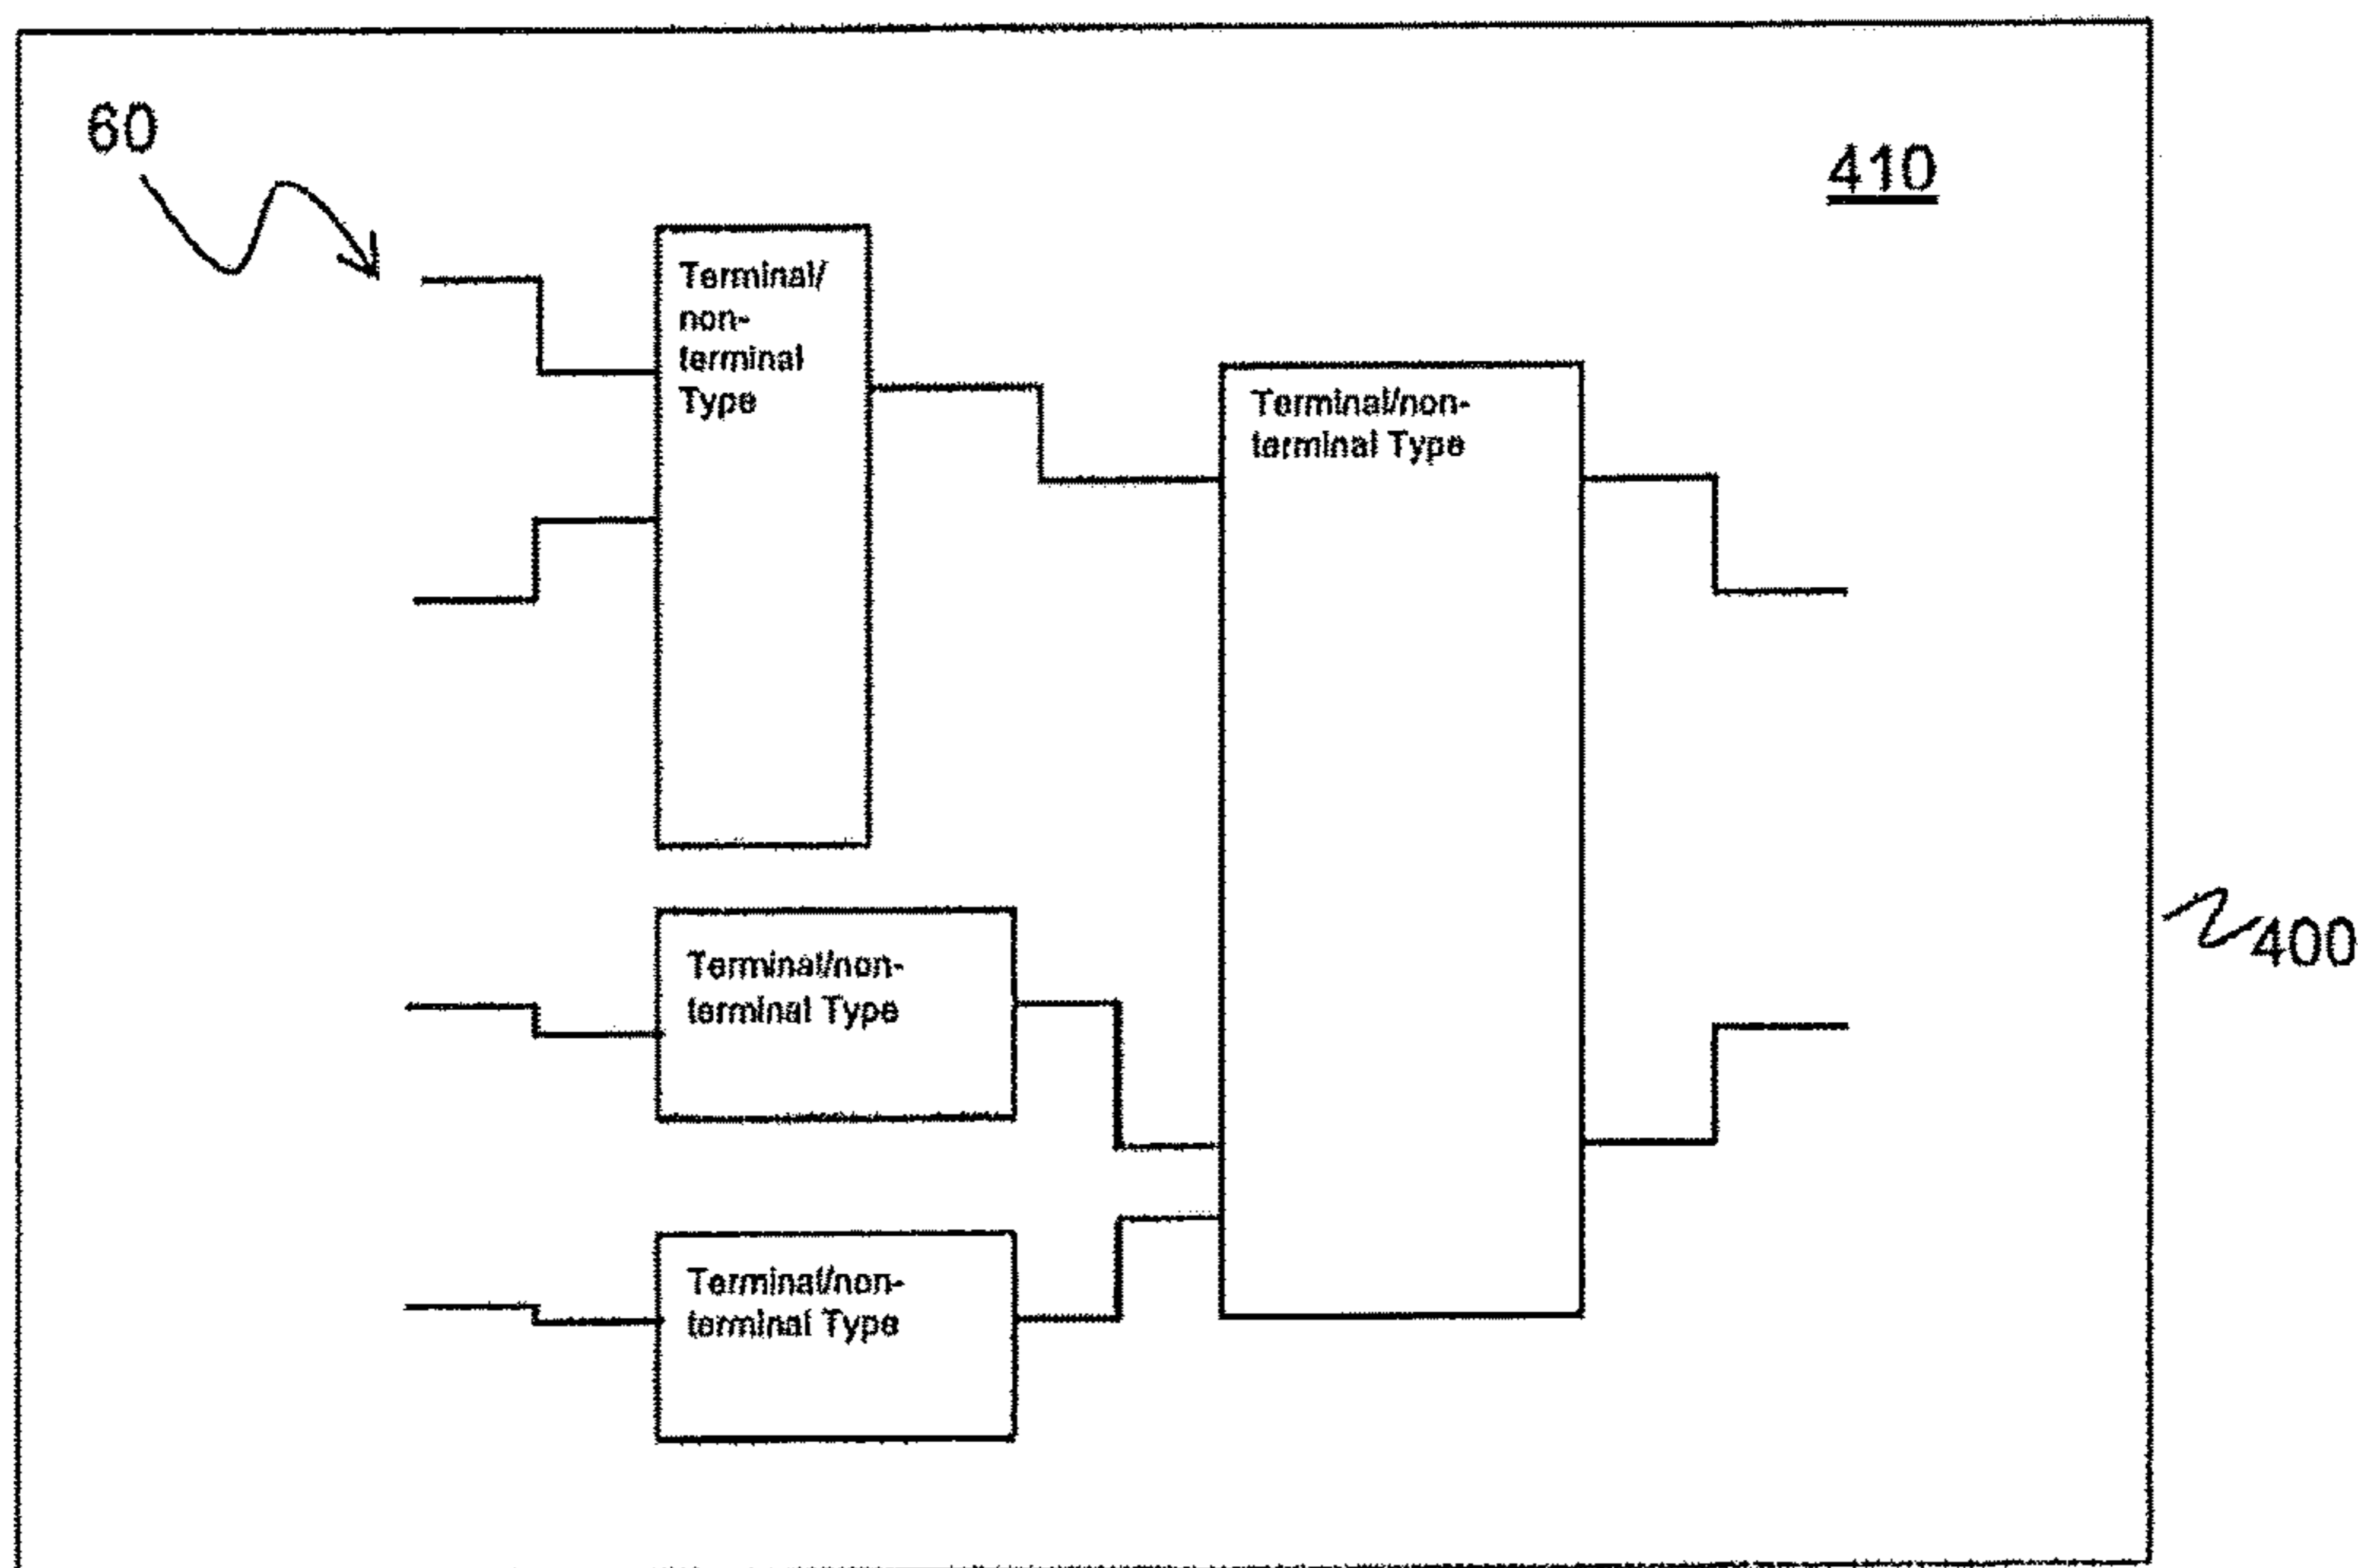 60
410
Terminal/
non-
terminal
Type
Terminal/non-
terminal Type
Terminal/non-
terminal Type
400
Terminal/non-
terminal Type